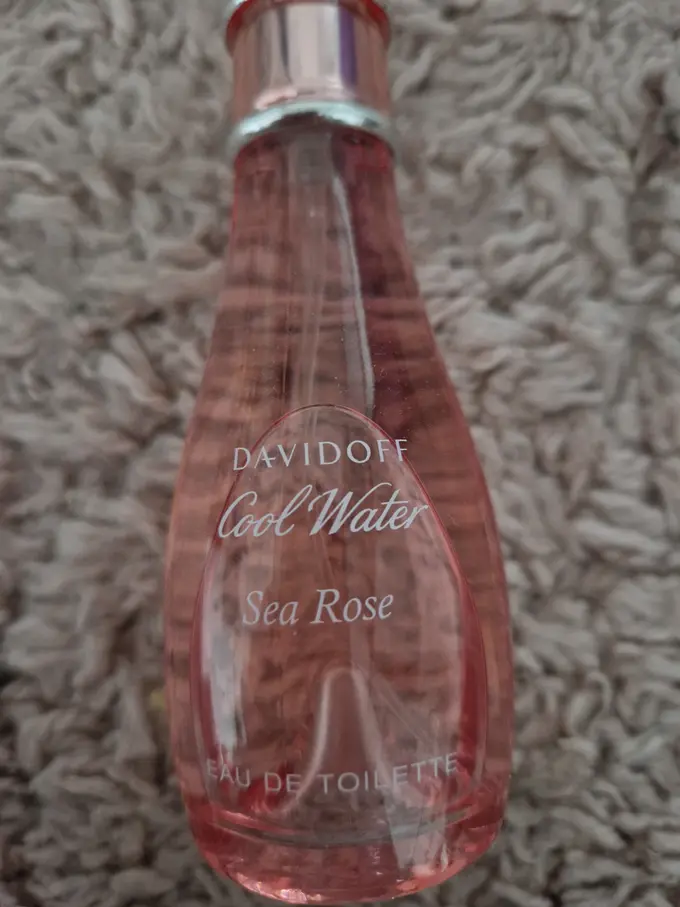 DAVIDOFF
Cool Water
Sea Rose
EAU DE TOILETTE